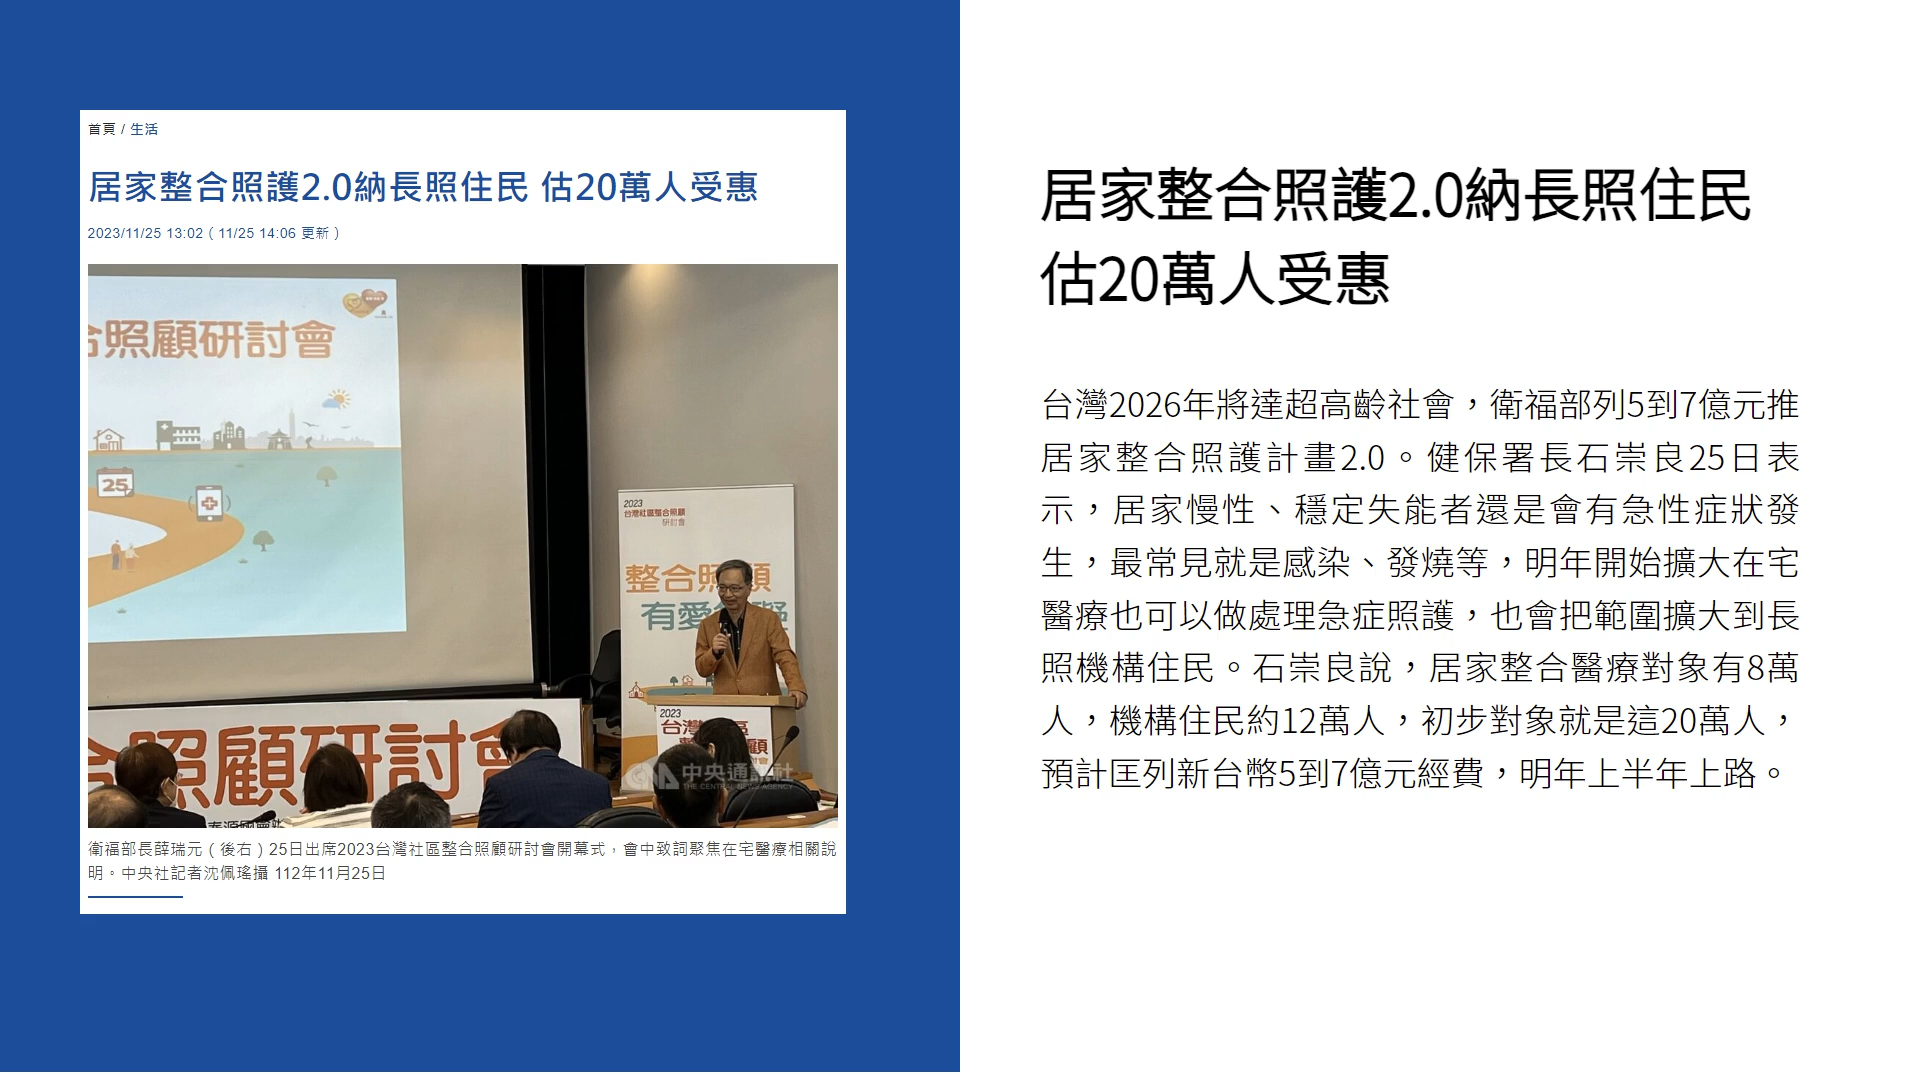 首頁 / 生活
居家整合照護2.0納長照住民 估20萬人受惠
2023/11/25 13:02（11/25 14:06 更新）
合照顧研討會
25
2023
台灣社區整合照顧
研討會
整合照顧
有愛
2023
台灣
合照顧研討會
中央通訊社
THE CENTRAL NEWS AGENCY
衛福部長薛瑞元（後右）25日出席2023台灣社區整合照顧研討會開幕式，會中致詞聚焦在宅醫療相關說
明。中央社記者沈佩瑤攝 112年11月25日
居家整合照護2.0納長照住民
估20萬人受惠
台灣2026年將達超高齡社會，衛福部列5到7億元推
居家整合照護計畫2.0。健保署長石崇良25日表
示，居家慢性、穩定失能者還是會有急性症狀發
生，最常見就是感染、發燒等，明年開始擴大在宅
醫療也可以做處理急症照護，也會把範圍擴大到長
照機構住民。石崇良說，居家整合醫療對象有8萬
人，機構住民約12萬人，初步對象就是這20萬人，
預計匡列新台幣5到7億元經費，明年上半年上路。